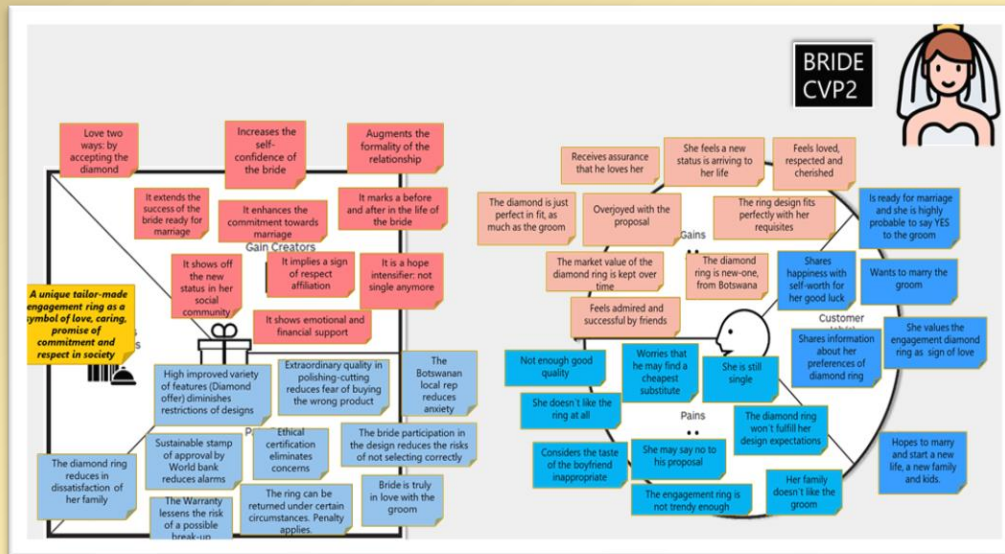 BRIDE
CVP2
Love two
ways: by
accepting the
diamond
Increases the
self-
confidence of
the bride
Augments the
formality of the
relationship
It extends the
success of the
bride ready for
marriage
It enhances the
commitment towards
marriage
It marks a before
and after in the life of
the bride
Gain Creators
It shows off
the new
status in her
social
community
It implies a sign
of respect
affiliation
It is a hope
intensifier: not
single anymore
It shows emotional and
financial support
A unique tailor-made
engagement ring as a
symbol of love, caring,
promise of
commitment and
respect in society
High improved variety
of features (Diamond
offer) diminishes
restrictions of designs
Extraordinary quality in
polishing-cutting
reduces fear of buying
the wrong product
The
Botswanan
local rep
reduces
anxiety
Sustainable stamp
of approval by
World bank
reduces alarms
Ethical
certification
eliminates
concerns
The bride participation in
the design reduces the risks
of not selecting correctly
The diamond ring
reduces in
dissatisfaction of
her family
The Warranty
lessens the risk
of a possible
break-up
The ring can be
returned under certain
circumstances. Penalty
applies.
Bride is truly
in love with the
groom
Receives assurance
that he loves her
She feels a new
status is arriving to
her life
Feels loved,
respected and
cherished
The diamond is just
perfect in fit, as
much as the groom
Overjoyed with the
proposal
The ring design fits
perfectly with her
requisites
Gains
The market value of the
diamond ring is kept over
time
The diamond
ring is new-one,
from Botswana
Feels admired and
successful by friends
Is ready for marriage
and she is highly
probable to say YES
to the groom
Shares
happiness with
self-worth for
her good luck
Wants to marry the
groom
Customer
Shares information
about her
preferences of
diamond ring
She values the
engagement diamond
ring as sign of love
Hopes to marry
and start a new
life, a new family
and kids.
Not enough good
quality
Worries that
he may find a
cheapest
substitute
She is still
single
She doesn´t like the
ring at all
Pains
The diamond ring
won´t fulfill her
design expectations
Considers the taste
of the boyfriend
inappropriate
She may say no to
his proposal
The engagement ring is
not trendy enough
Her family
doesn´t like the
groom